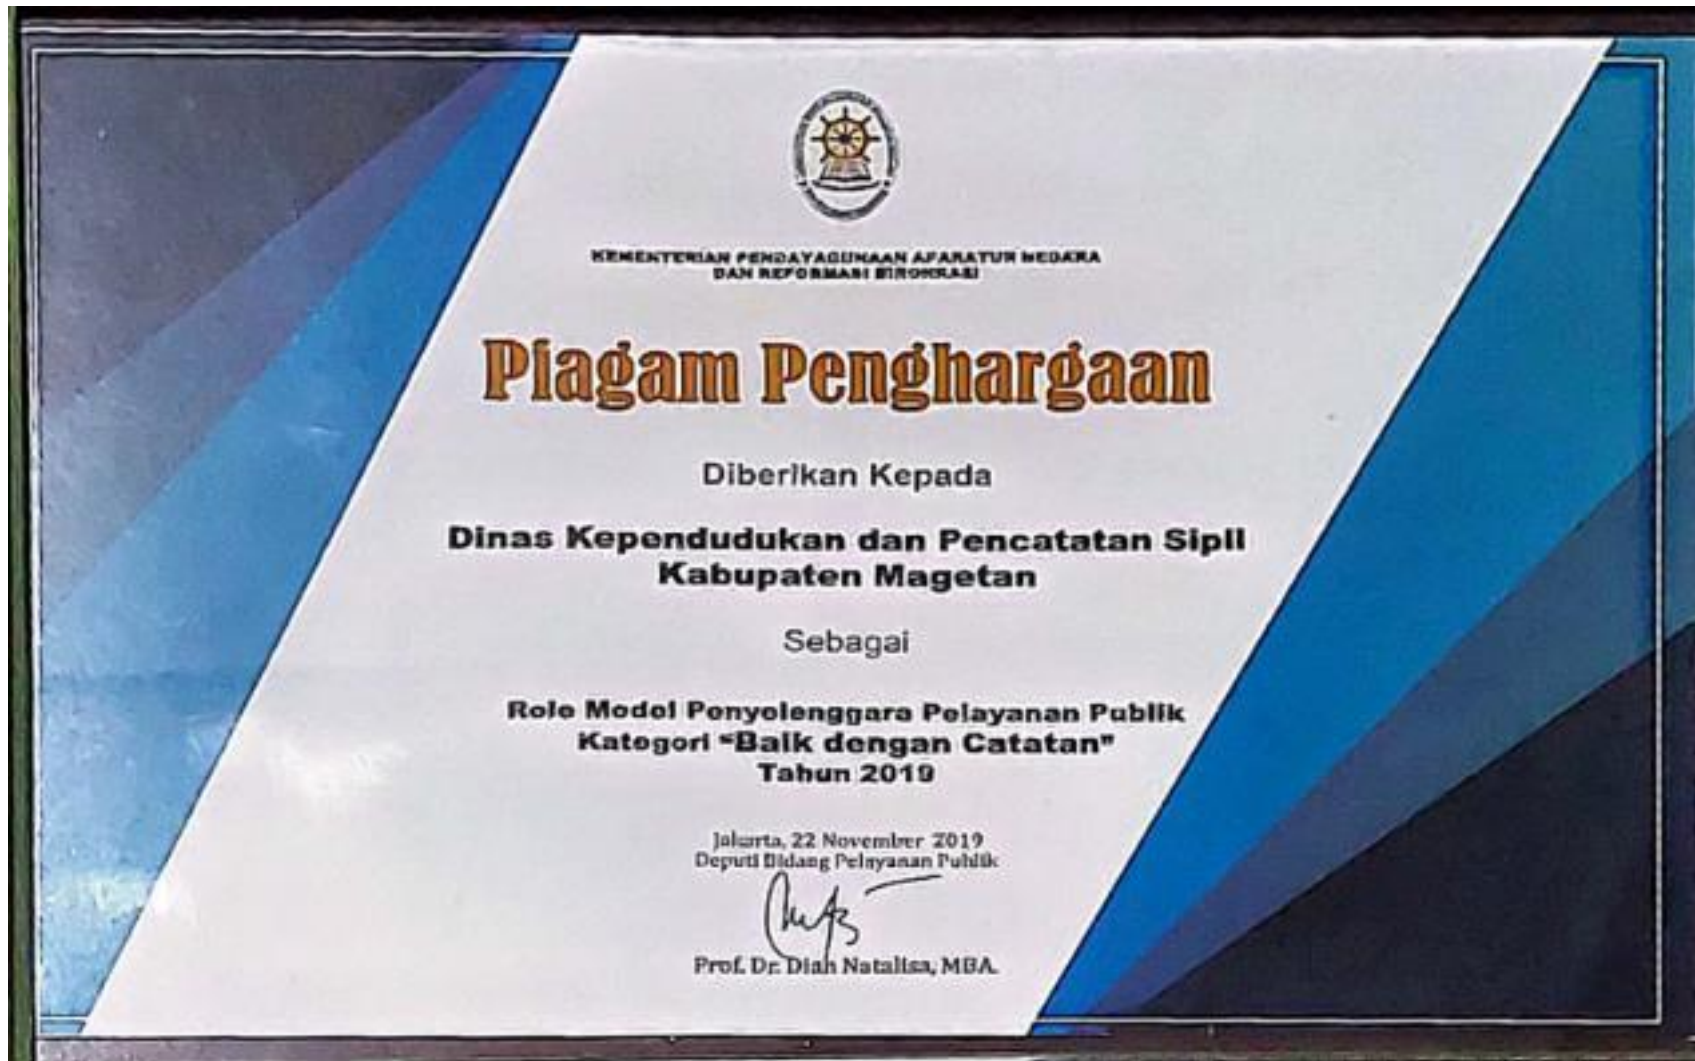 KEMENTERIAN PENDAYAGUNAAN APARATUR NEGARA
DAN REFORMASI BIROKRASI
Piagam Penghargaan
Diberikan Kepada
Dinas Kependudukan dan Pencatatan Sipil
Kabupaten Magetan
Sebagai
Role Model Penyelenggara Pelayanan Publik
Kategori "Baik dengan Catatan"
Tahun 2019
Jakarta, 22 November 2019
Deputi Bidang Pelayanan Publik
Prof. Dr. Diah Natalisa, MBA.